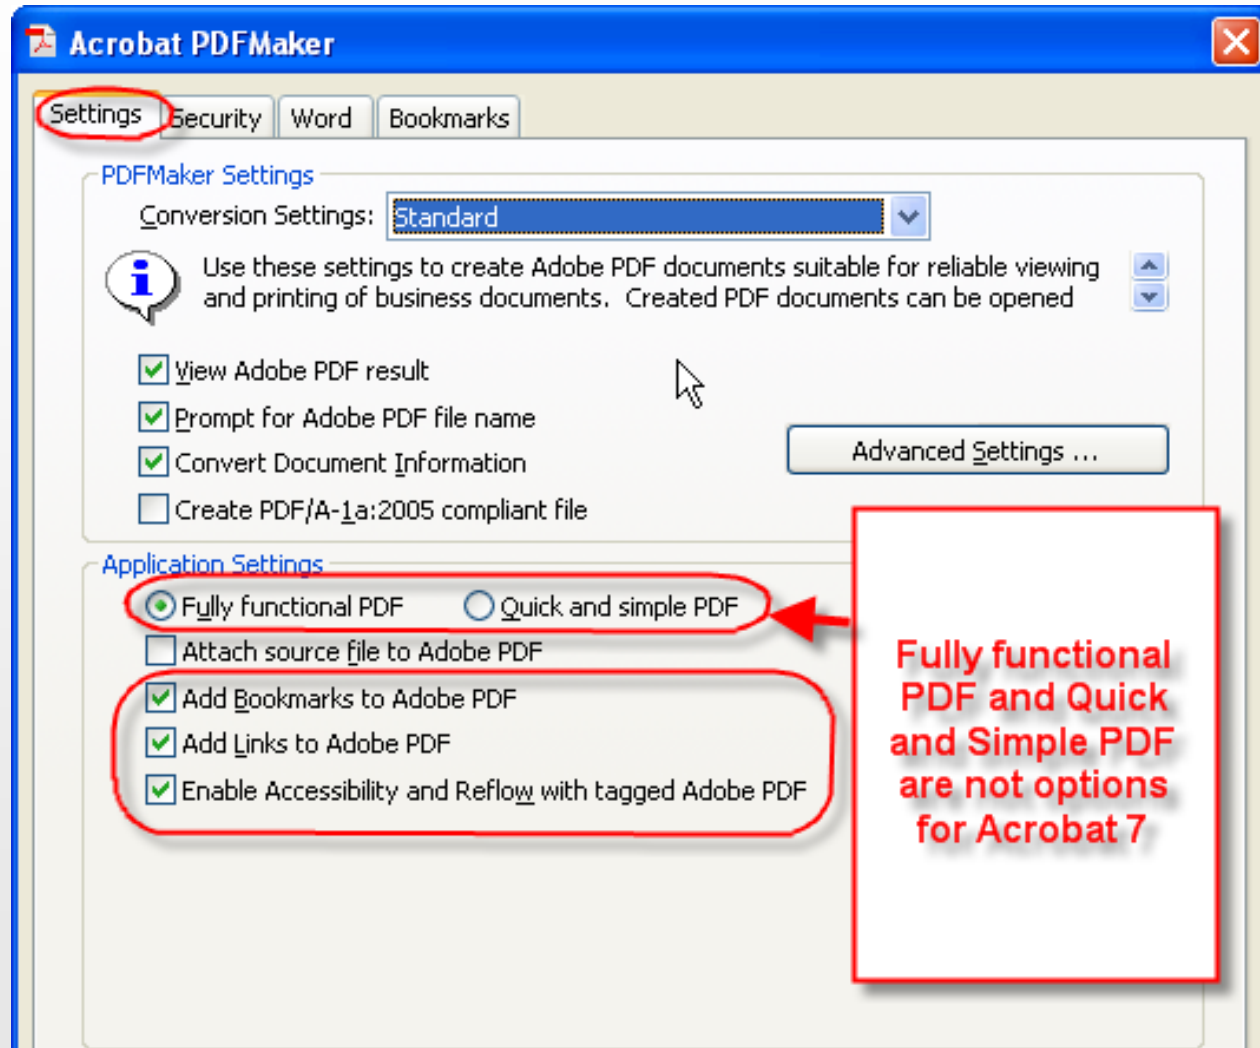 Acrobat PDFMaker
Settings Security Word Bookmarks
PDFMaker Settings
Conversion Settings: Standard
Use these settings to create Adobe PDF documents suitable for reliable viewing
and printing of business documents. Created PDF documents can be opened
View Adobe PDF result
Prompt for Adobe PDF file name
Convert Document Information
Advanced Settings ...
Create PDF/A-1a:2005 compliant file
Application Settings
Fully functional PDF Quick and simple PDF
Attach source file to Adobe PDF
Add Bookmarks to Adobe PDF
Add Links to Adobe PDF
Enable Accessibility and Reflow with tagged Adobe PDF
Fully functional
PDF and Quick
and Simple PDF
are not options
for Acrobat 7